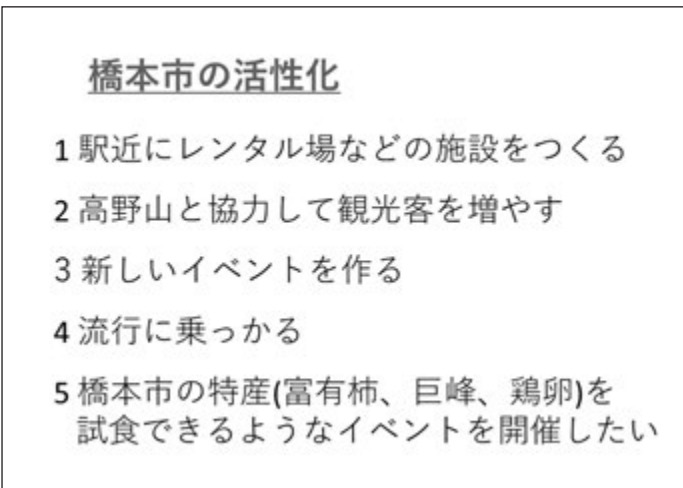 橋本市の活性化
1 駅近にレンタル場などの施設をつくる
2 高野山と協力して観光客を増やす
3 新しいイベントを作る
4 流行に乗っかる
5 橋本市の特産(富有柿、巨峰、鶏卵)を
試食できるようなイベントを開催したい